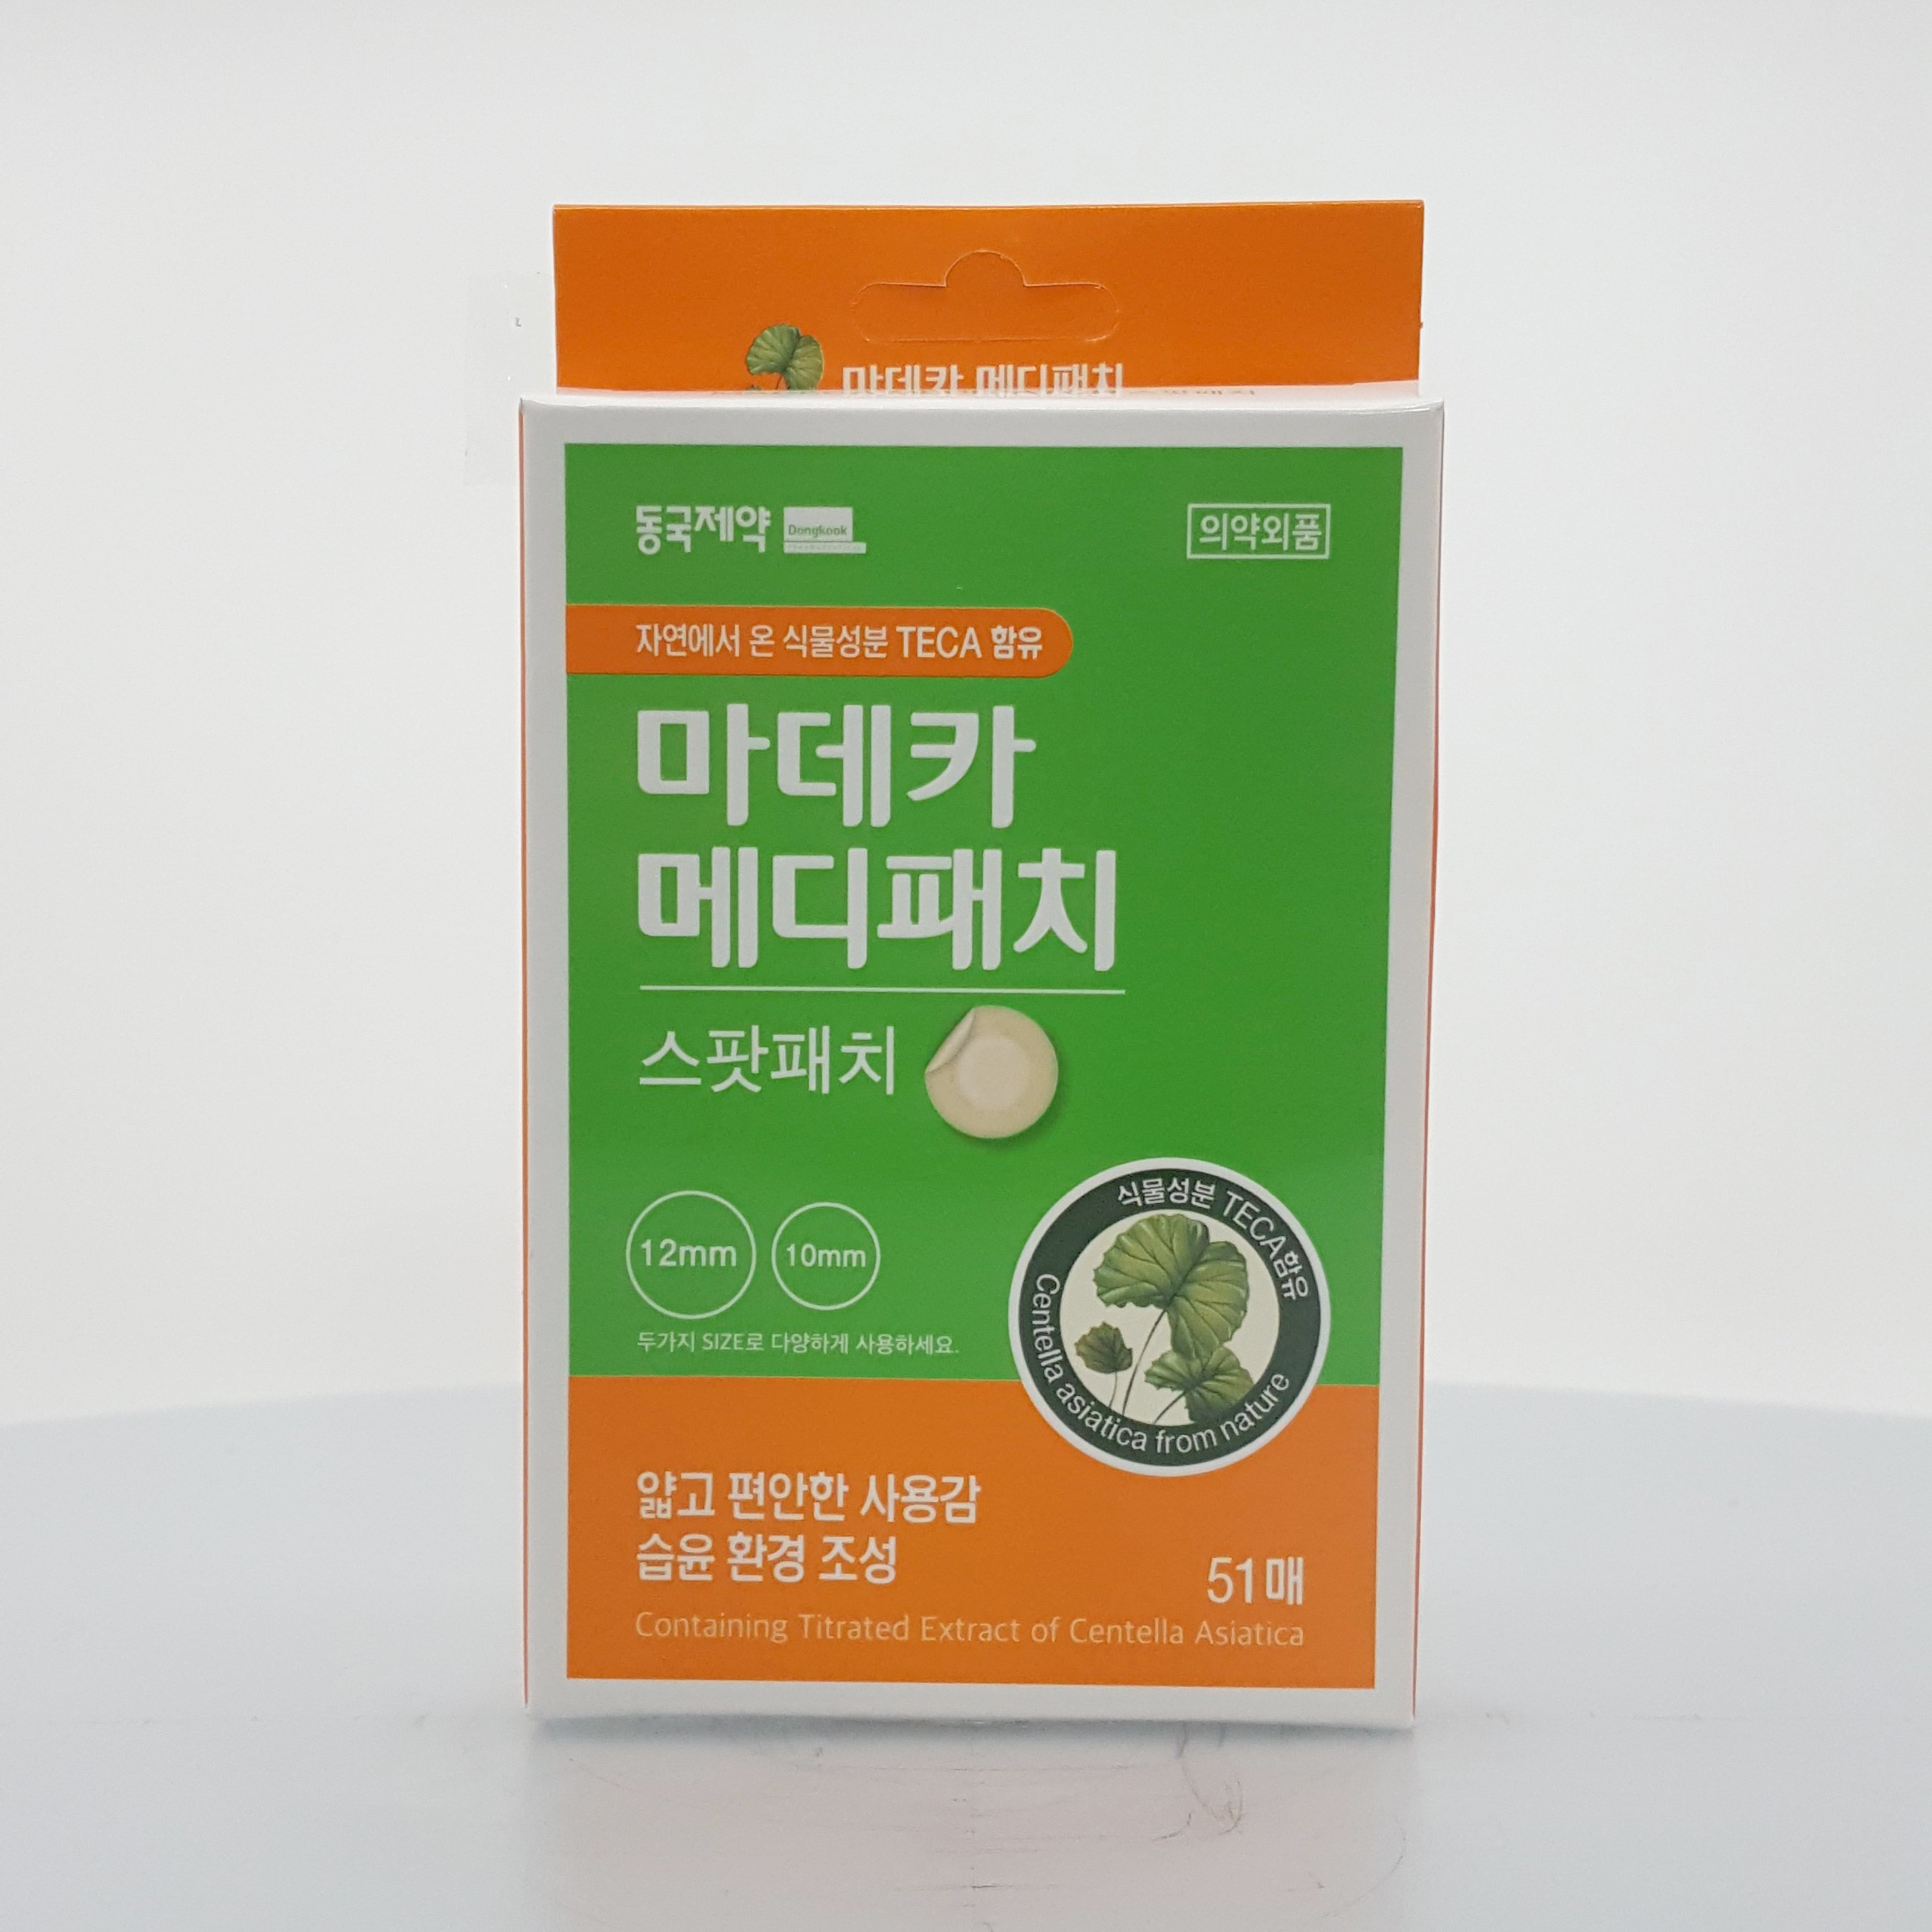 마데카 메디패치
동국제약 Dongkook
의약외품
자연에서 온 식물성분 TECA 함유
마데카
메디패치
스팟패치
12mm 10mm
두가지 SIZE로 다양하게 사용하세요.
식물성분 TECA함유
Centella asiatica from nature
얇고 편안한 사용감
습윤 환경 조성
51매
Containing Titrated Extract of Centella Asiatica